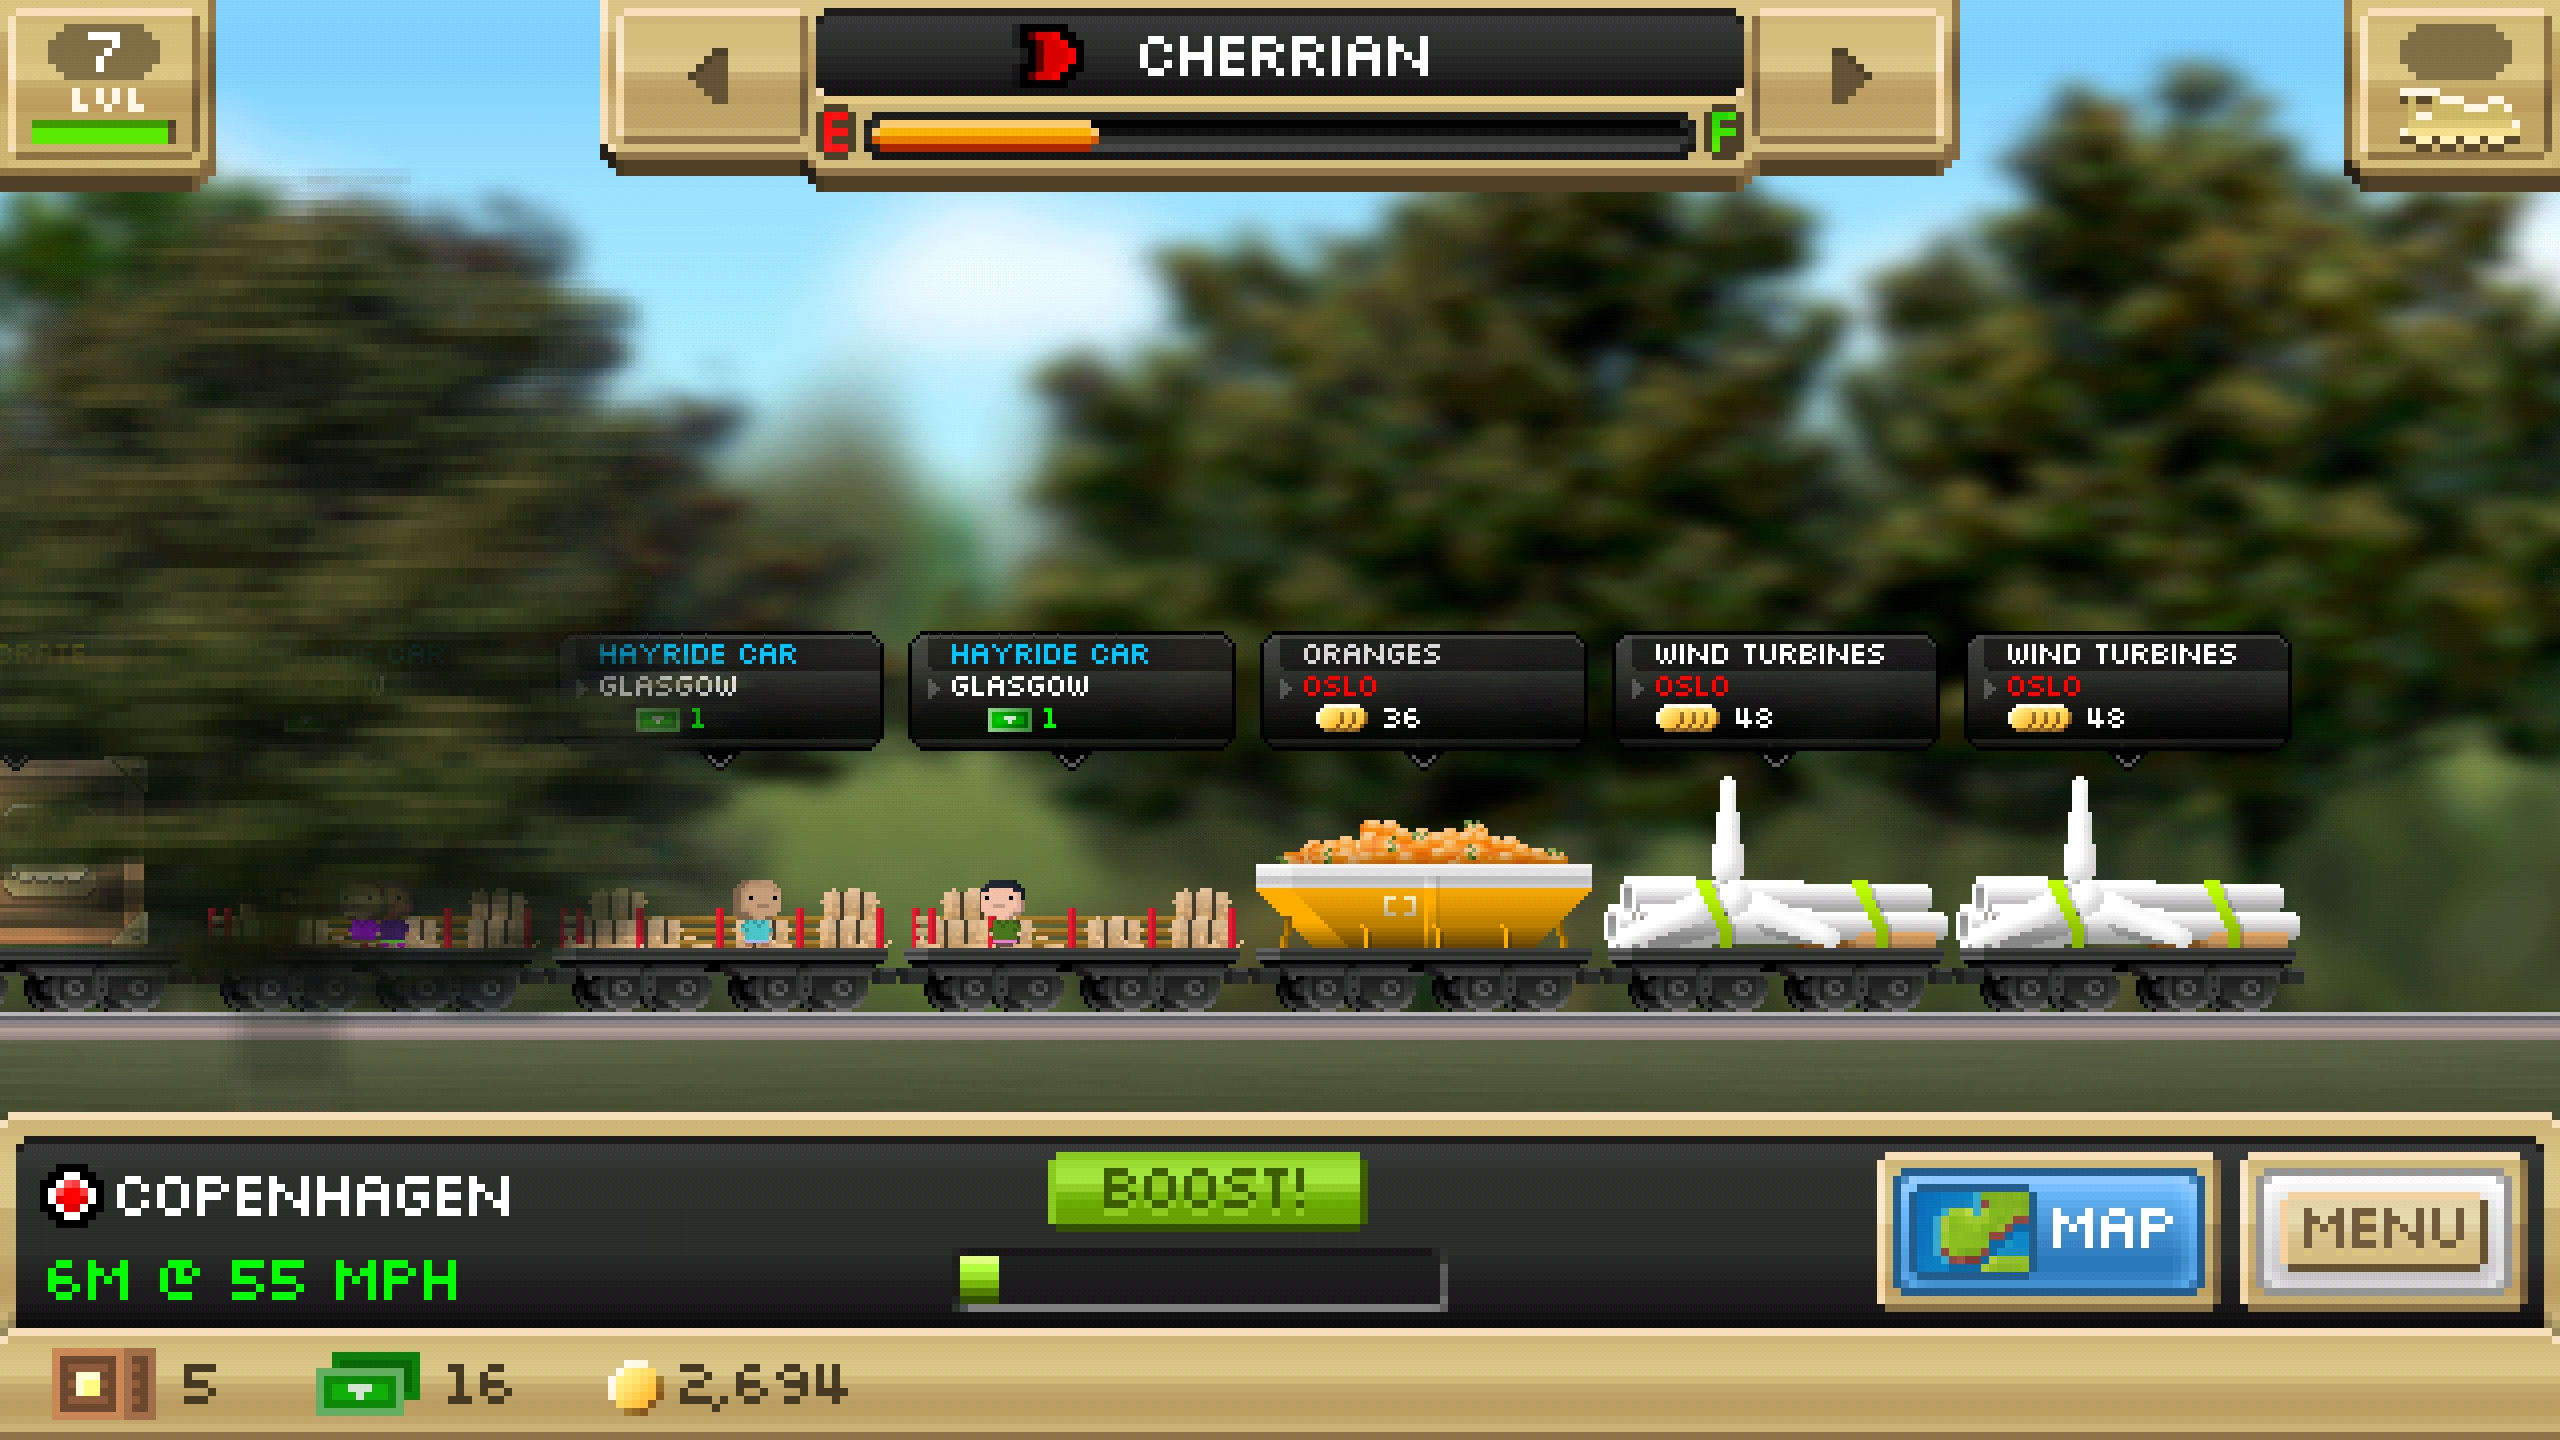 7
LVL
CHERRIAN
E
F
HAYRIDE CAR
GLASGOW
1
HAYRIDE CAR
GLASGOW
1
ORANGES
OSLO
36
WIND TURBINES
OSLO
48
WIND TURBINES
OSLO
48
COPENHAGEN
6M @ 55 MPH
BOOST!
MAP
MENU
5
16
2,694